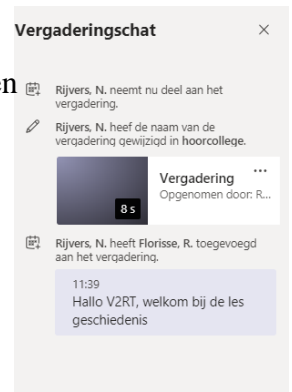 Vergaderingschat
en
Rijvers, N. neemt nu deel aan het
vergadering.
Rijvers, N. heef de naam van de
vergadering gewijzigd in hoorcollege.
Vergadering
Opgenomen door: R...
8 s
Rijvers, N. heeft Florisse, R. toegevoegd
aan het vergadering.
11:39
Hallo V2RT, welkom bij de les
geschiedenis